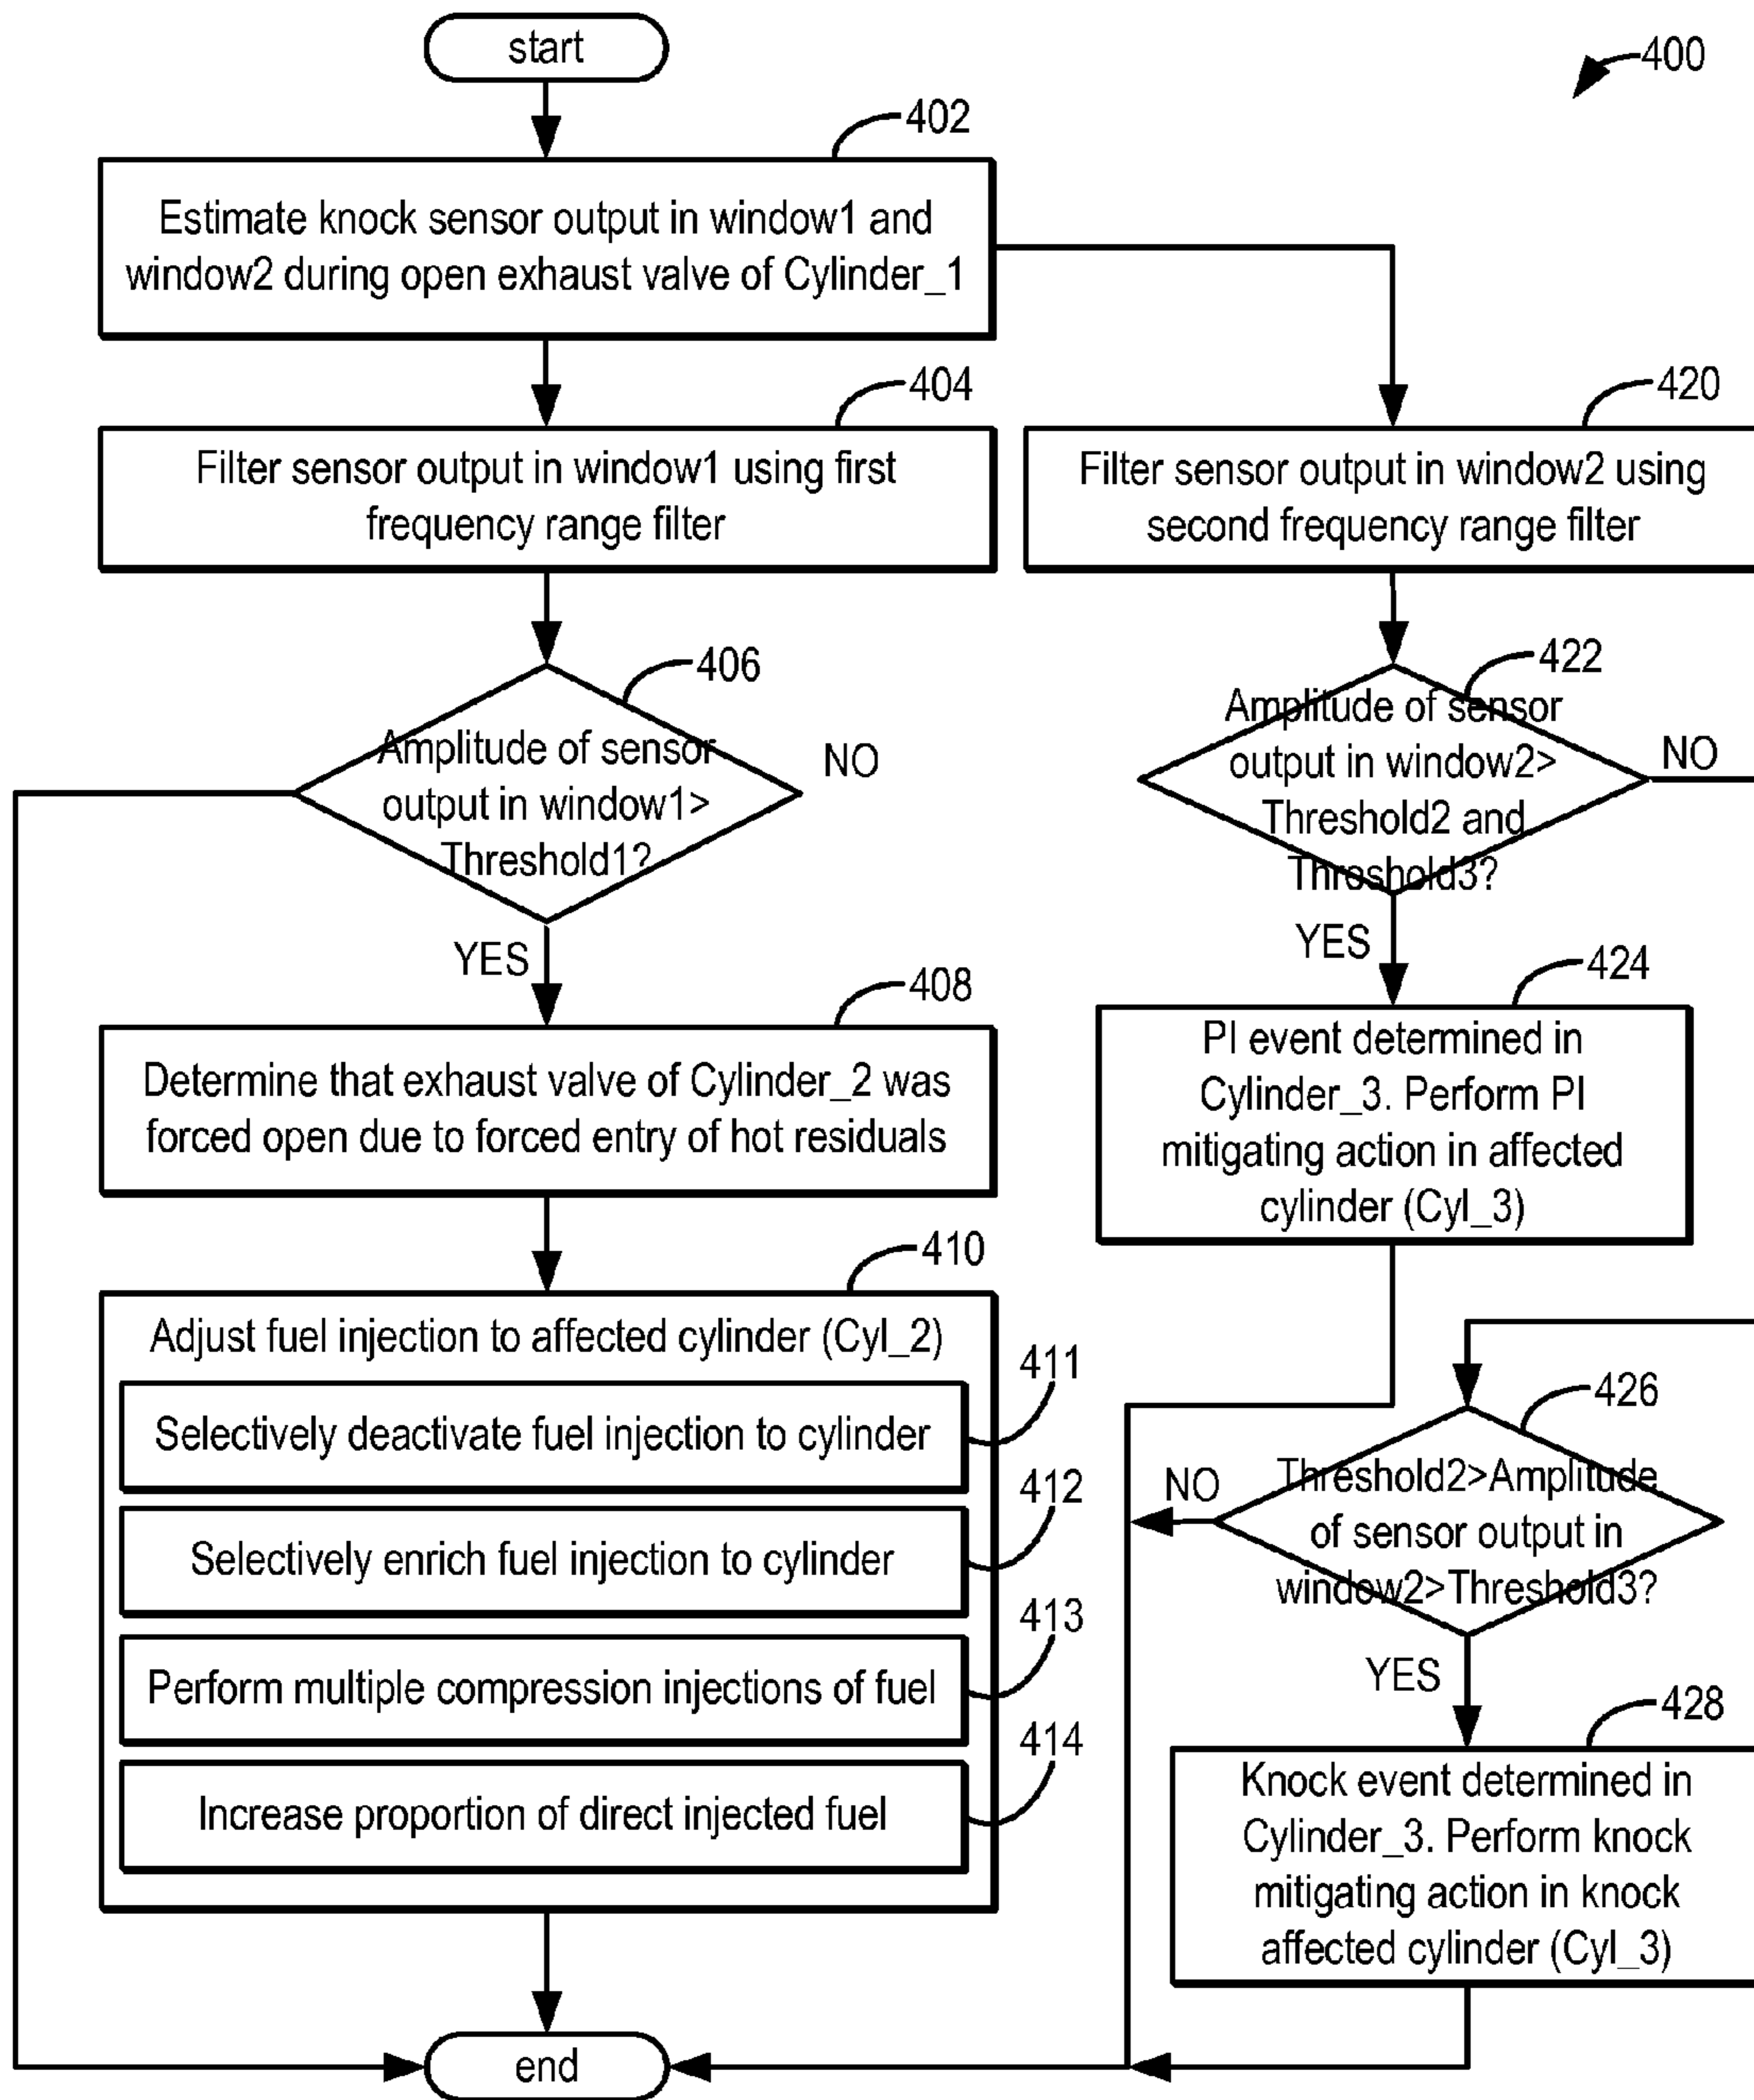 start
400
402
Estimate knock sensor output in window1 and
window2 during open exhaust valve of Cylinder_1
404
Filter sensor output in window1 using first
frequency range filter
406
Amplitude of sensor
output in window1>
Threshold1?
NO
YES
408
Determine that exhaust valve of Cylinder_2 was
forced open due to forced entry of hot residuals
410
Adjust fuel injection to affected cylinder (Cyl_2)
411
Selectively deactivate fuel injection to cylinder
412
Selectively enrich fuel injection to cylinder
413
Perform multiple compression injections of fuel
414
Increase proportion of direct injected fuel
420
Filter sensor output in window2 using
second frequency range filter
422
Amplitude of sensor
output in window2>
Threshold2 and
Threshold3?
NO
YES
424
PI event determined in
Cylinder_3. Perform PI
mitigating action in affected
cylinder (Cyl_3)
426
Threshold2>Amplitude
of sensor output in
window2>Threshold3?
NO
YES
428
Knock event determined in
Cylinder_3. Perform knock
mitigating action in knock
affected cylinder (Cyl_3)
end